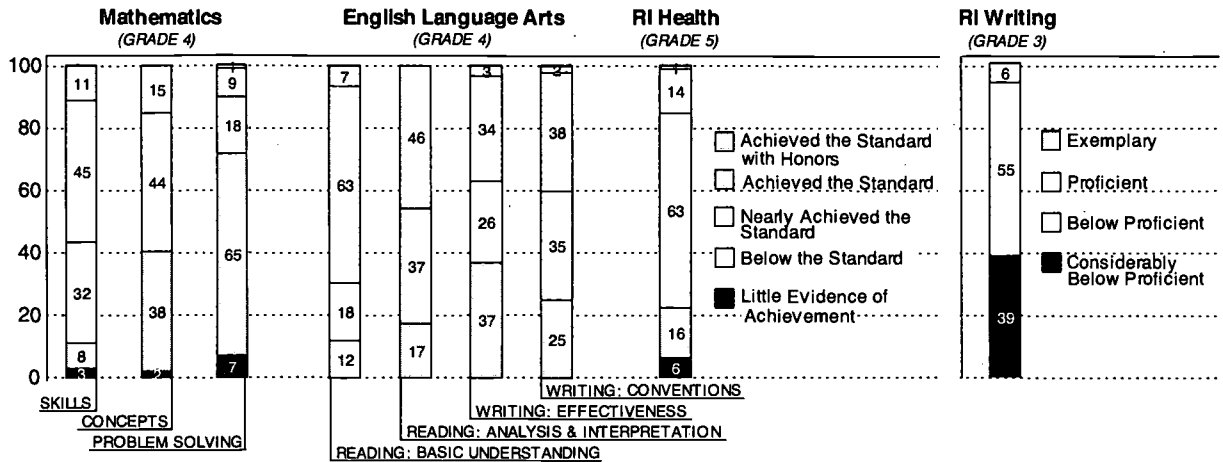 Mathematics
(GRADE 4)
English Language Arts
(GRADE 4)
RI Health
(GRADE 5)
RI Writing
(GRADE 3)
100
80
60
40
20
0
11
45
32
8
3
15
44
38
2
1
9
18
65
7
7
63
18
12
46
37
17
3
34
26
37
2
38
35
25
1
14
63
16
6
Achieved the Standard
with Honors
Achieved the Standard
Nearly Achieved the
Standard
Below the Standard
Little Evidence of
Achievement
6
55
39
Exemplary
Proficient
Below Proficient
Considerably
Below Proficient
SKILLS
CONCEPTS
PROBLEM SOLVING
WRITING: CONVENTIONS
WRITING: EFFECTIVENESS
READING: ANALYSIS & INTERPRETATION
READING: BASIC UNDERSTANDING